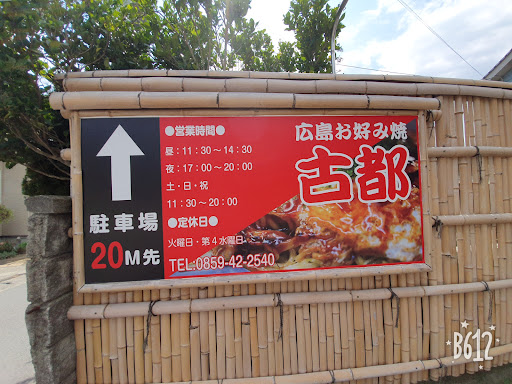 駐車場
20M先
●営業時間●
昼：11：30～14：30
夜：17：00～20：00
土・日・祝
11：30～20：00
●定休日●
火曜日・第4水曜日
TEL:0859-42-2540
広島お好み焼
古都
B612